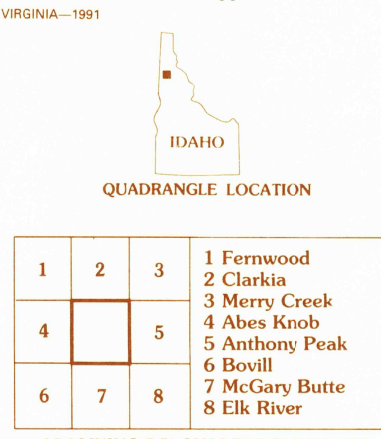 VIRGINIA—1991
IDAHO
QUADRANGLE LOCATION
1 2 3
4 5
6 7 8
1 Fernwood
2 Clarkia
3 Merry Creek
4 Abes Knob
5 Anthony Peak
6 Bovill
7 McGary Butte
8 Elk River